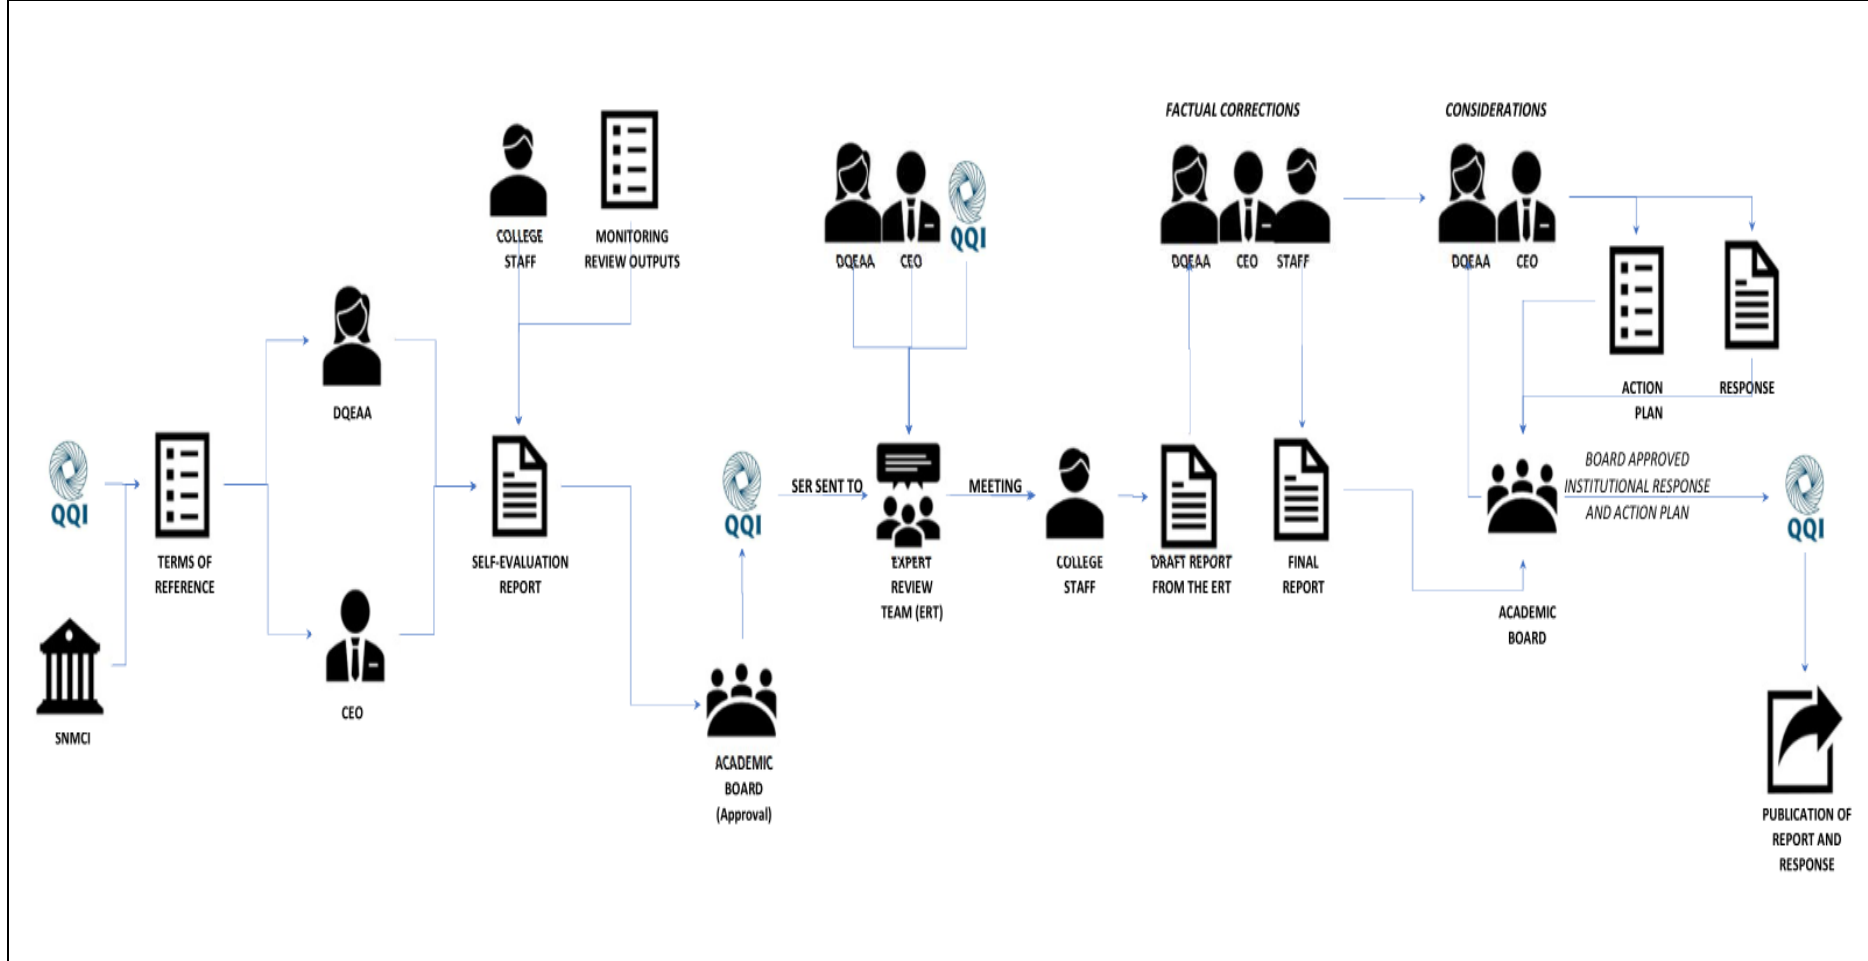 FACTUAL CORRECTIONS
CONSIDERATIONS
COLLEGE
STAFF
MONITORING
REVIEW OUTPUTS
QQI
DQEAA
CEO
DQEAA
CEO
STAFF
DQEAA
CEO
DQEAA
ACTION
PLAN
RESPONSE
QQI
TERMS OF
REFERENCE
SELF-EVALUATION
REPORT
QQI
SER SENT TO
EXPERT
REVIEW
TEAM (ERT)
MEETING
COLLEGE
STAFF
DRAFT REPORT
FROM THE ERT
FINAL
REPORT
BOARD APPROVED
INSTITUTIONAL RESPONSE
AND ACTION PLAN
QQI
ACADEMIC
BOARD
SNMCI
CEO
ACADEMIC
BOARD
(Approval)
PUBLICATION OF
REPORT AND
RESPONSE